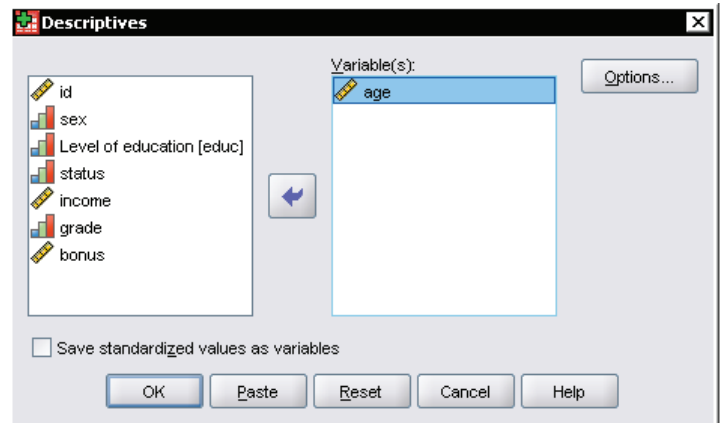 Descriptives
id
sex
Level of education [educ]
status
income
grade
bonus
Variable(s):
age
Options...
Save standardized values as variables
OK
Paste
Reset
Cancel
Help